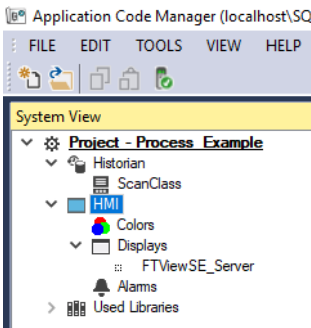 Application Code Manager (localhost\SQ
FILE EDIT TOOLS VIEW HELP
System View
Project - Process_Example
Historian
ScanClass
HMI
Colors
Displays
FTViewSE_Server
Alarms
Used Libraries